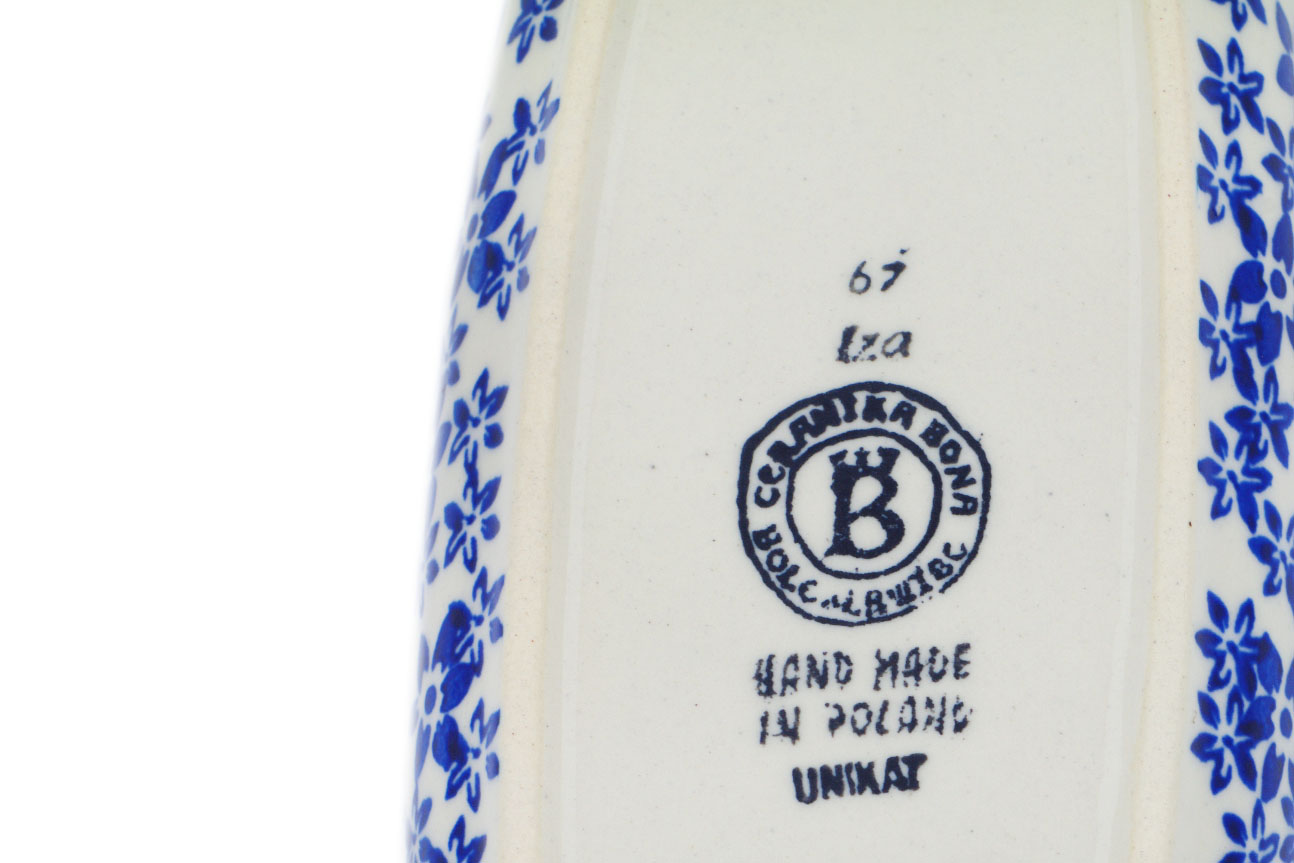 67
Iza
CERAMIKA BONA
B
BOLESŁAWIEC
HAND MADE
IN POLAND
UNIKAT